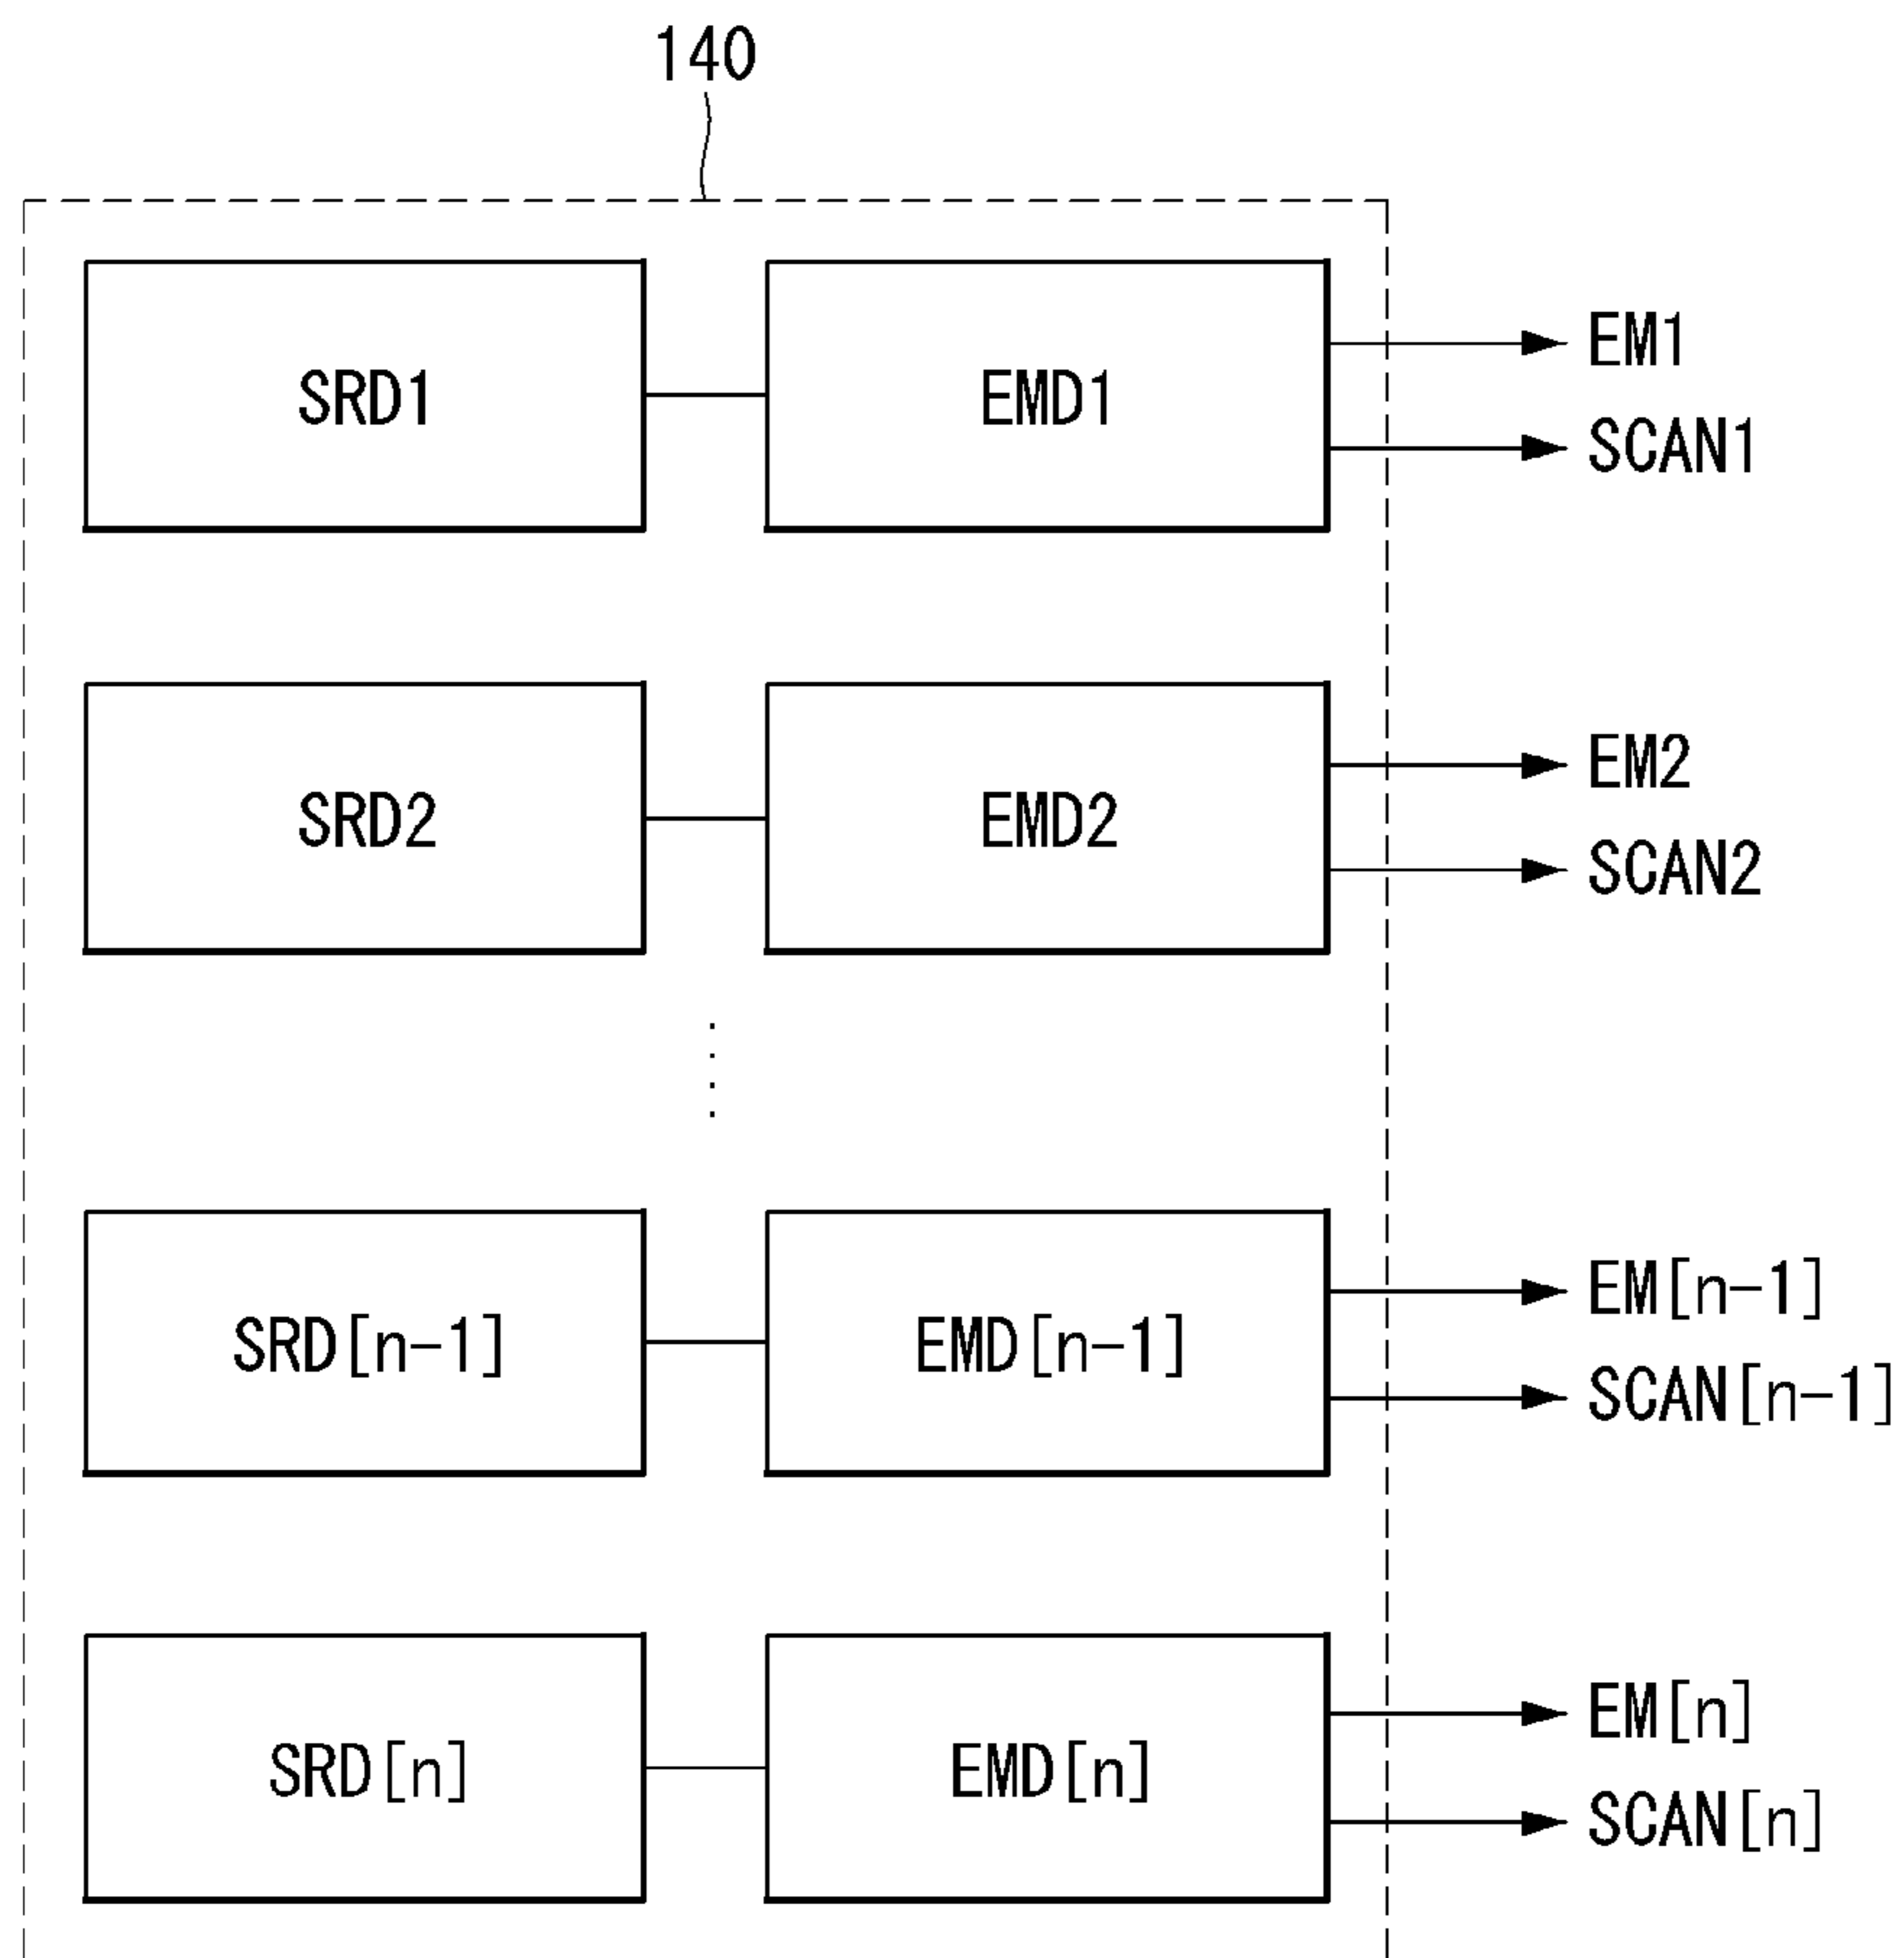 140
SRD1 EMD1 EM1
SCAN1
SRD2 EMD2 EM2
SCAN2
SRD[n-1] EMD[n-1] EM[n-1]
SCAN[n-1]
SRD[n] EMD[n] EM[n]
SCAN[n]